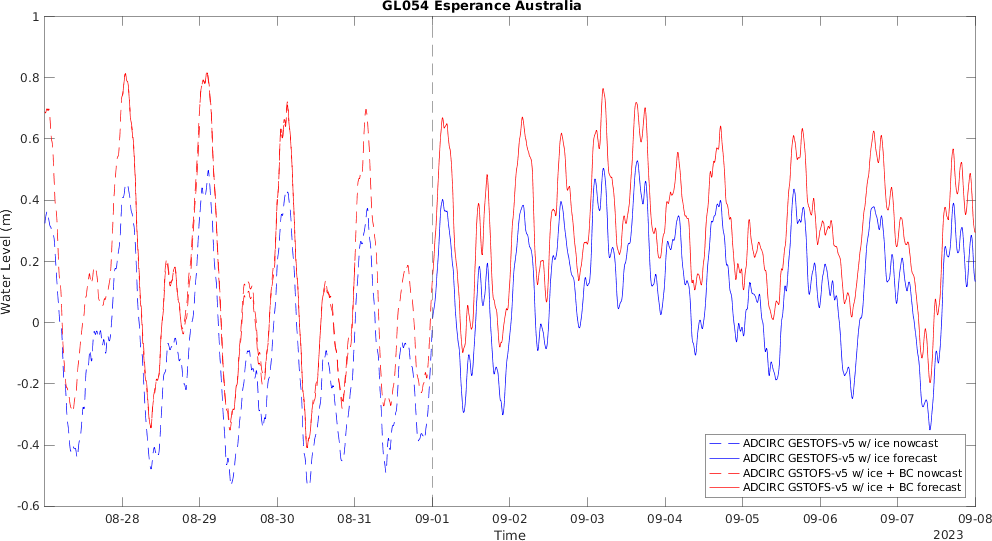 GL054 Esperance Australia
1
0.8
0.6
0.4
0.2
0
-0.2
-0.4
-0.6
Water Level (m)
08-28 08-29 08-30 08-31 09-01 09-02 09-03 09-04 09-05 09-06 09-07 09-08
Time
2023
ADCIRC GESTOFS-v5 w/ ice nowcast
ADCIRC GESTOFS-v5 w/ ice forecast
ADCIRC GSTOFS-v5 w/ ice + BC nowcast
ADCIRC GSTOFS-v5 w/ ice + BC forecast